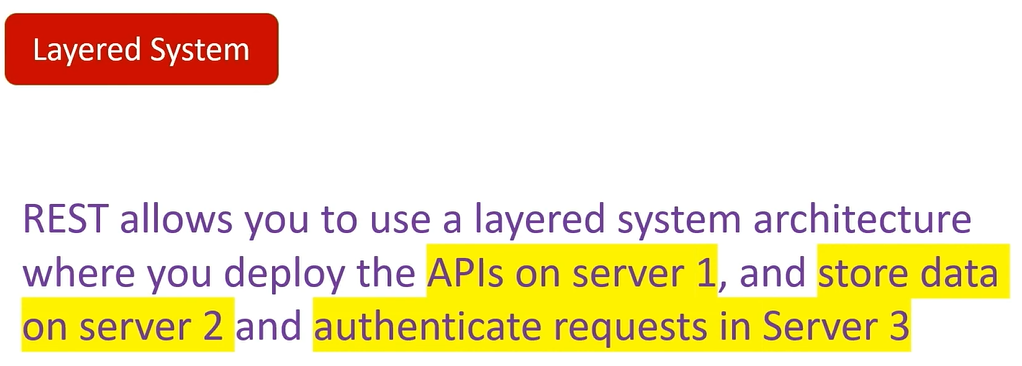 Layered System
REST allows you to use a layered system architecture
where you deploy the APIs on server 1, and store data
on server 2 and authenticate requests in Server 3